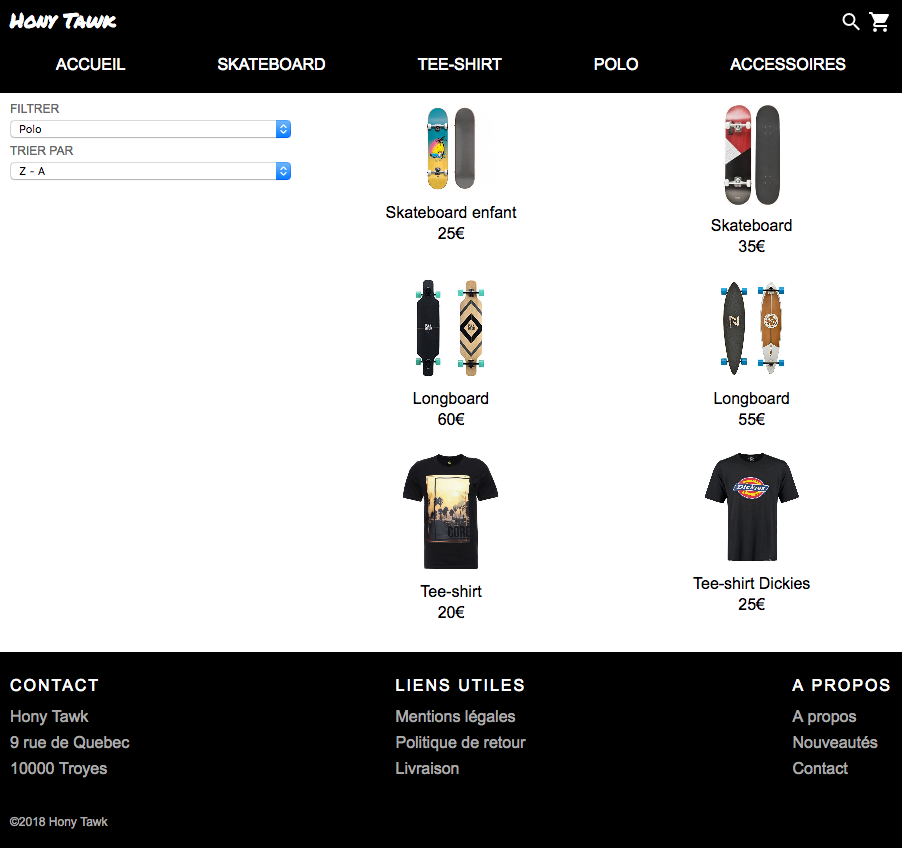 Hony Tawk
ACCUEIL SKATEBOARD TEE-SHIRT POLO ACCESSOIRES
FILTRER
Polo
TRIER PAR
Z - A
Skateboard enfant
25€
Skateboard
35€
Longboard
60€
Longboard
55€
DICKIES
Tee-shirt
20€
Tee-shirt Dickies
25€
CONTACT
Hony Tawk
9 rue de Quebec
10000 Troyes
LIENS UTILES
Mentions légales
Politique de retour
Livraison
A PROPOS
A propos
Nouveautés
Contact
©2018 Hony Tawk